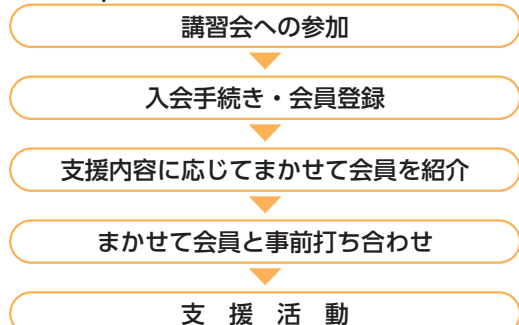 講習会への参加
入会手続き・会員登録
支援内容に応じてまかせて会員を紹介
まかせて会員と事前打ち合わせ
支 援 活 動